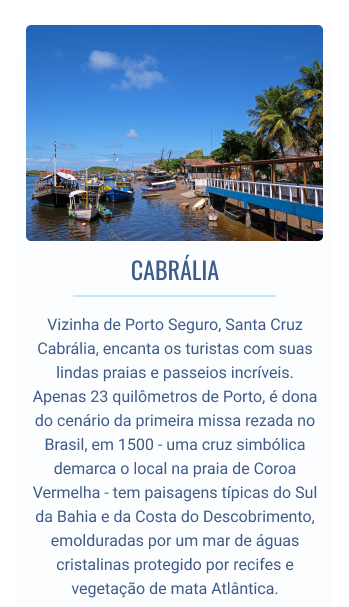 CABRÁLIA
Vizinha de Porto Seguro, Santa Cruz
Cabrália, encanta os turistas com suas
lindas praias e passeios incríveis.
Apenas 23 quilômetros de Porto, é dona
do cenário da primeira missa rezada no
Brasil, em 1500 - uma cruz simbólica
demarca o local na praia de Coroa
Vermelha - tem paisagens típicas do Sul
da Bahia e da Costa do Descobrimento,
emolduradas por um mar de águas
cristalinas protegido por recifes e
vegetação de mata Atlântica.